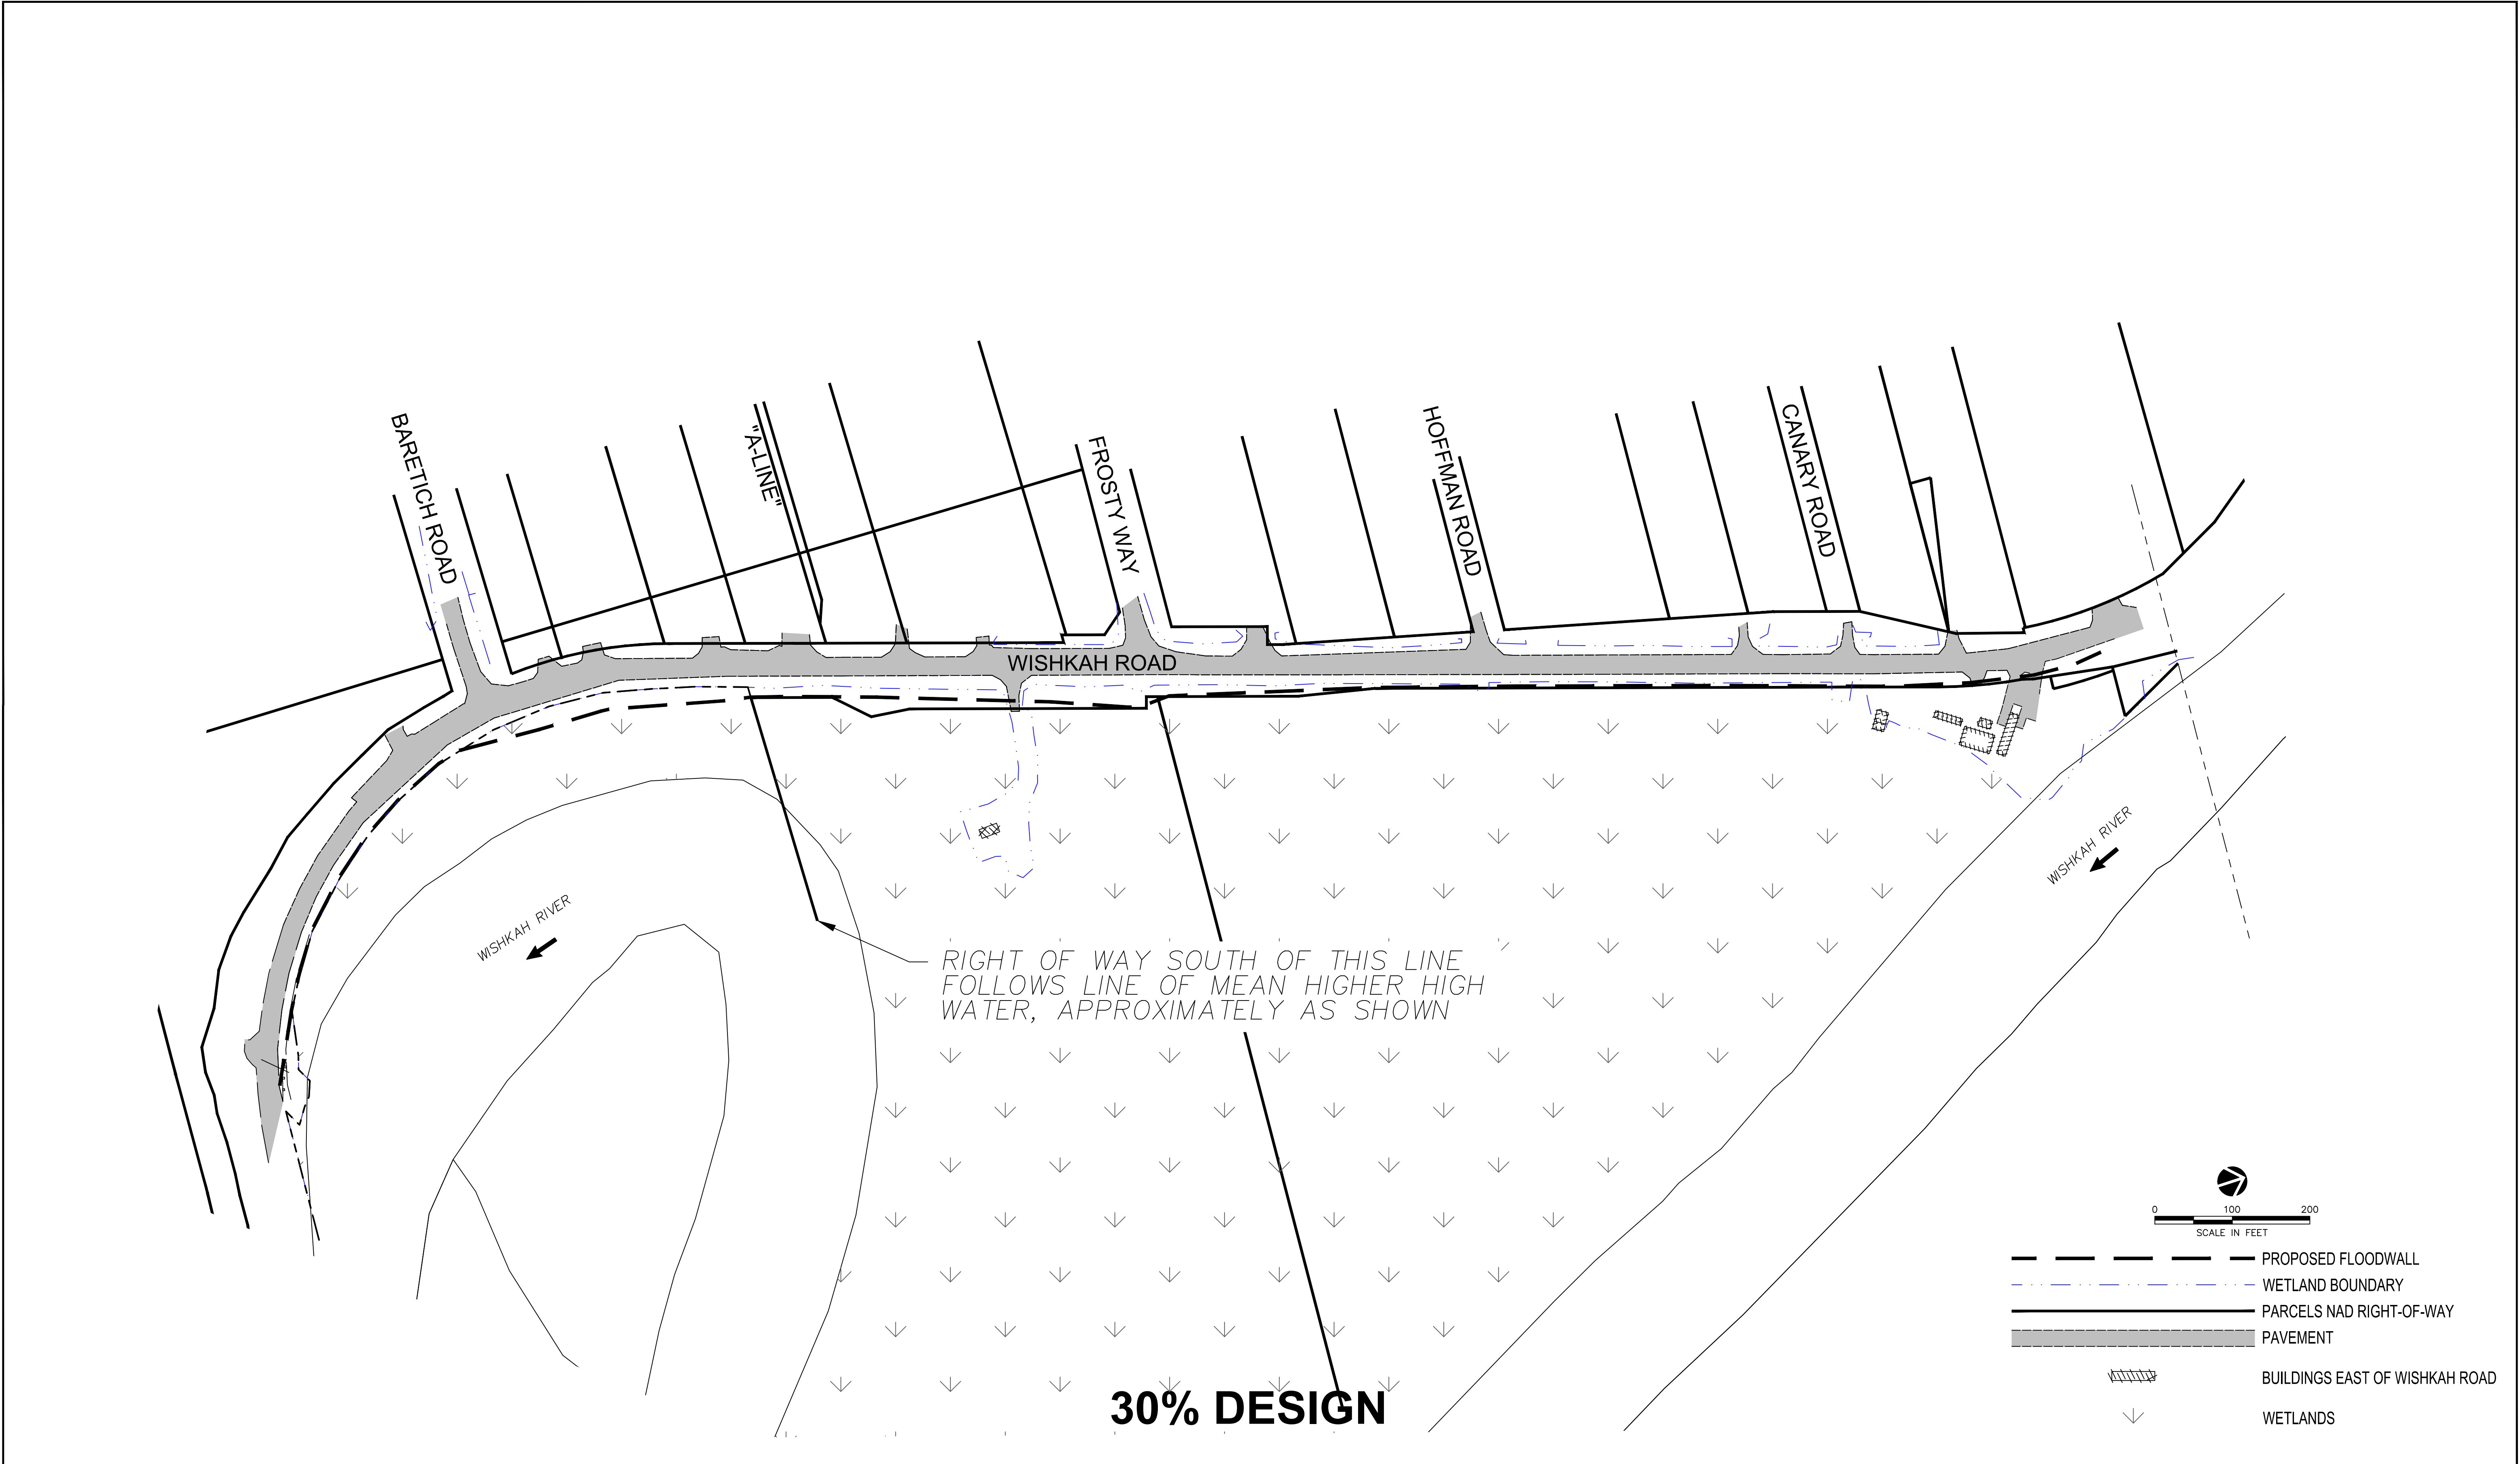 BARETICH ROAD
"A-LINE"
FROSTY WAY
HOFFMAN ROAD
CANARY ROAD
WISHKAH ROAD
WISHKAH RIVER
WISHKAH RIVER
RIGHT OF WAY SOUTH OF THIS LINE
FOLLOWS LINE OF MEAN HIGHER HIGH
WATER, APPROXIMATELY AS SHOWN
0 100 200
SCALE IN FEET
PROPOSED FLOODWALL
WETLAND BOUNDARY
PARCELS NAD RIGHT-OF-WAY
PAVEMENT
BUILDINGS EAST OF WISHKAH ROAD
WETLANDS
30% DESIGN